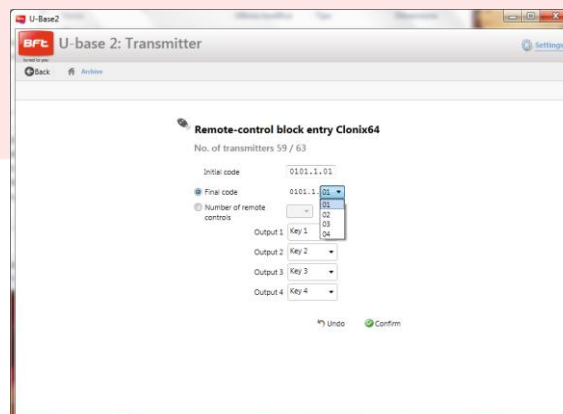 U-Base2
BFt U-base 2: Transmitter
Settings
Back Archive
Remote-control block entry Clonix64
No. of transmitters 59 / 63
Initial code 0101.1.01
Final code 0101.1. 01
01
Number of remote
controls
02
03
04
Output 1 Key 1
Output 2 Key 2
Output 3 Key 3
Output 4 Key 4
Undo Confirm